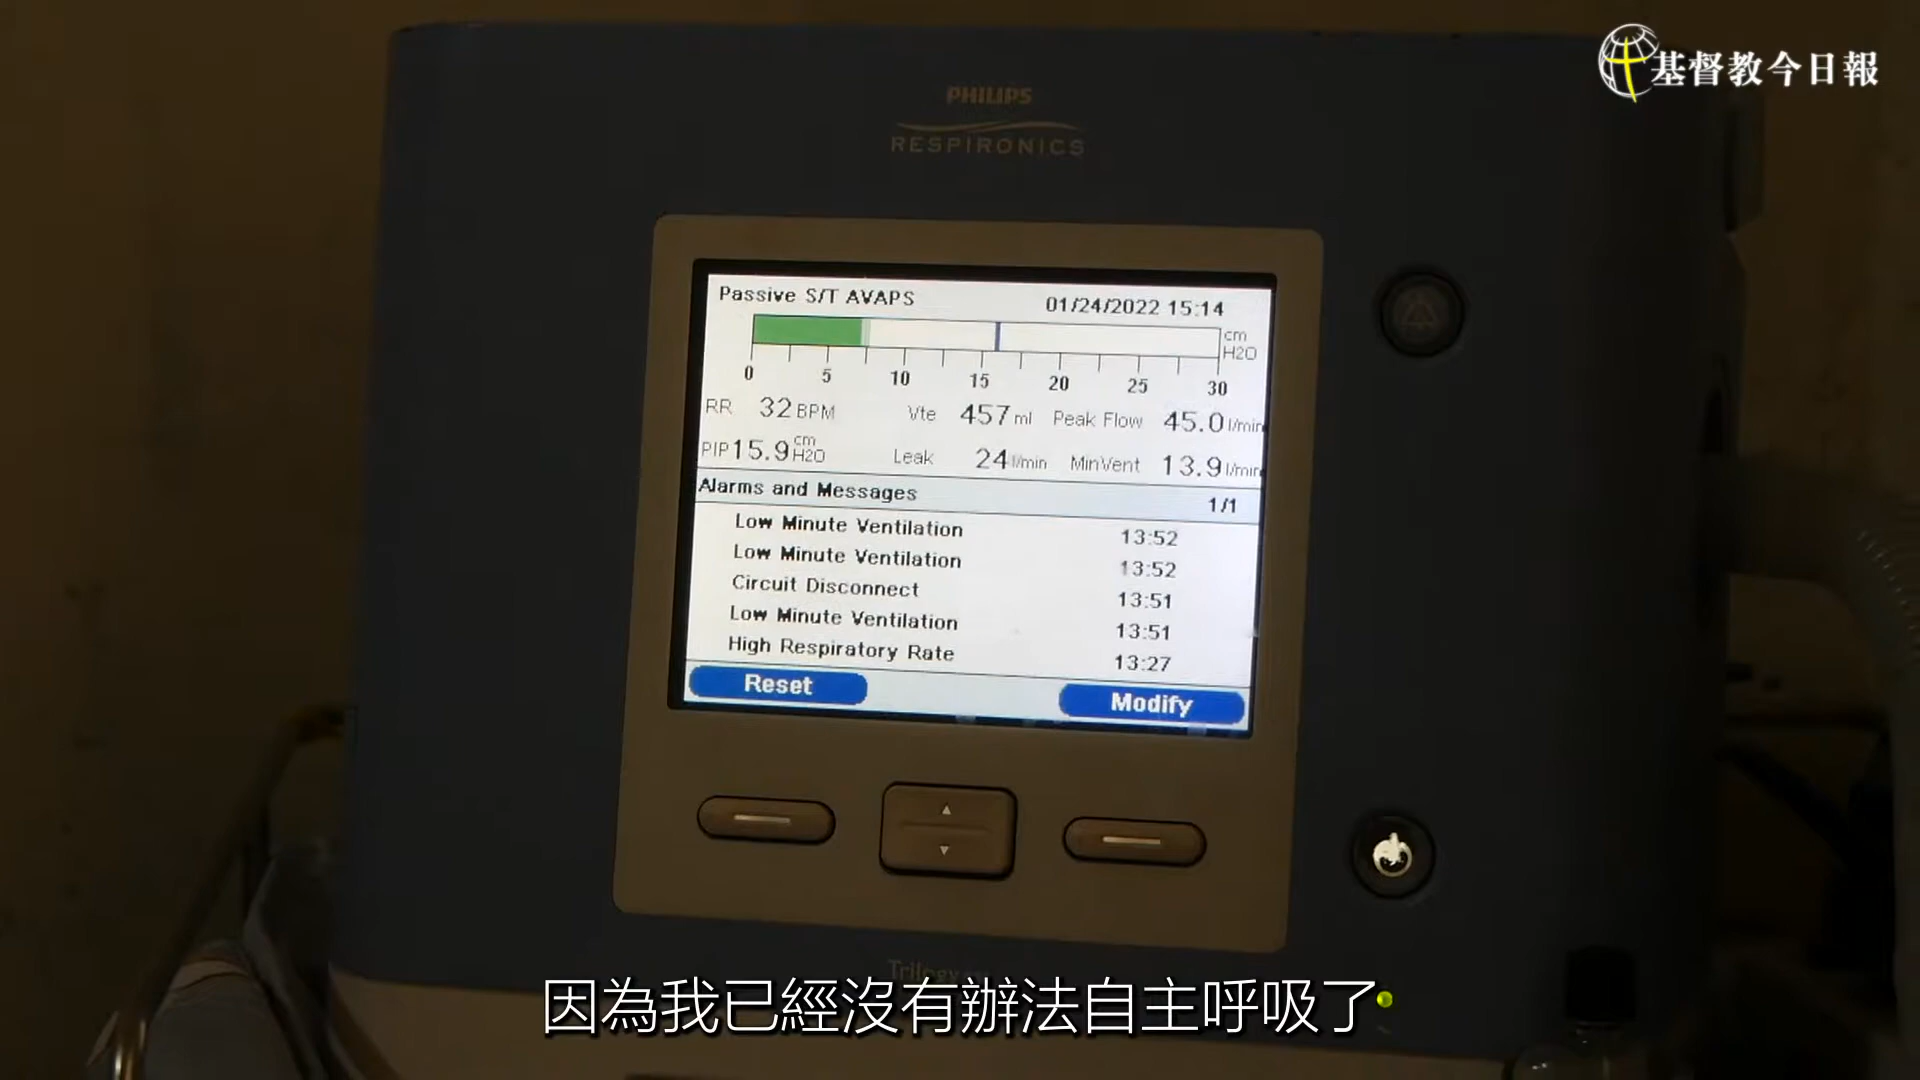 基督教今日報
PHILIPS
RESPIRONICS
Passive S/T AVAPS 01/24/2022 15:14
cm
H2O
0 5 10 15 20 25 30
RR 32 BPM Vte 457 ml Peak Flow 45.0 l/min
PIP 15.9 cm H2O Leak 24 l/min MinVent 13.9 l/min
Alarms and Messages 1/1
Low Minute Ventilation 13:52
Low Minute Ventilation 13:52
Circuit Disconnect 13:51
Low Minute Ventilation 13:51
High Respiratory Rate 13:27
Reset Modify
因為我已經沒有辦法自主呼吸了